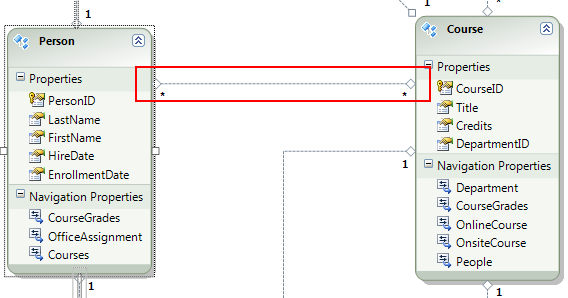 1
Person
Properties
PersonID
LastName
FirstName
HireDate
EnrollmentDate
Navigation Properties
CourseGrades
OfficeAssignment
Courses
1
* *
1
*
Course
Properties
CourseID
Title
Credits
DepartmentID
Navigation Properties
Department
CourseGrades
OnlineCourse
OnsiteCourse
People
1